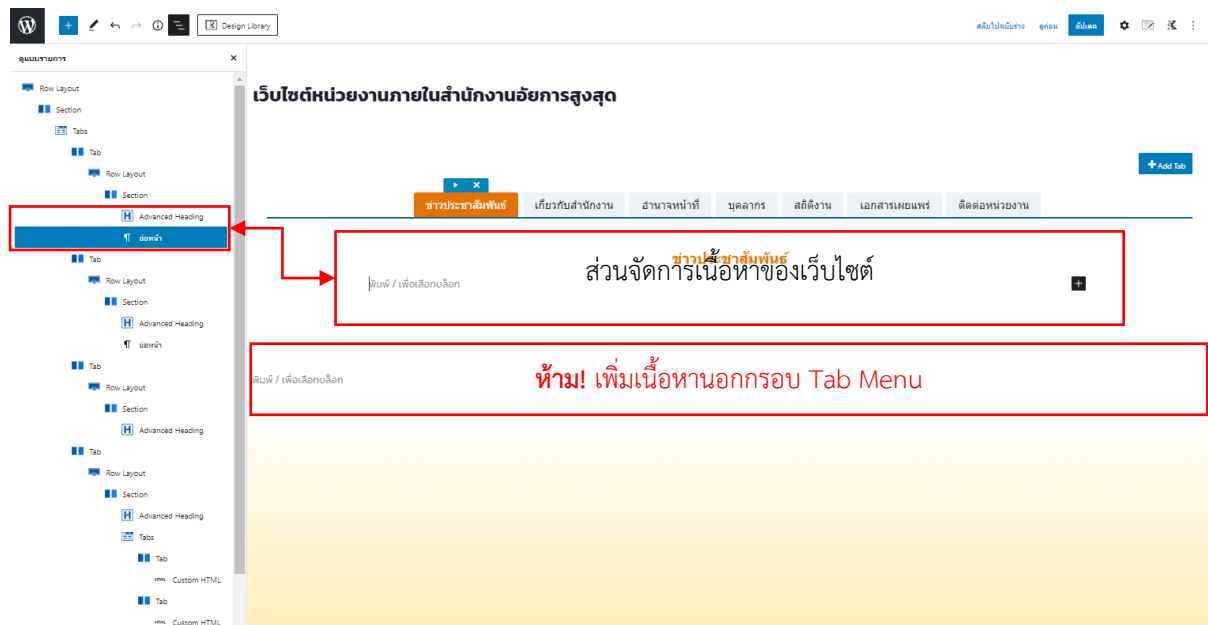 Design Library
สลับไปฉบับร่าง ดูก่อน อัปเดต
ดูแบบรายการ ×
Row Layout
Section
Tabs
Tab
Row Layout
Section
Advanced Heading
ย่อหน้า
Tab
Row Layout
Section
Advanced Heading
ย่อหน้า
Tab
Row Layout
Section
Advanced Heading
Tab
Row Layout
Section
Advanced Heading
Tabs
Tab
HTML Custom HTML
Tab
HTML Custom HTML
เว็บไซต์หน่วยงานภายในสำนักงานอัยการสูงสุด
+ Add Tab
ข่าวประชาสัมพันธ์ เกี่ยวกับสำนักงาน อำนาจหน้าที่ บุคลากร สถิติงาน เอกสารเผยแพร่ ติดต่อหน่วยงาน
ข่าวประชาสัมพันธ์
ส่วนจัดการเนื้อหาของเว็บไซต์
พิมพ์ / เพื่อเลือกบล็อก
ห้าม! เพิ่มเนื้อหานอกกรอบ Tab Menu
พิมพ์ / เพื่อเลือกบล็อก